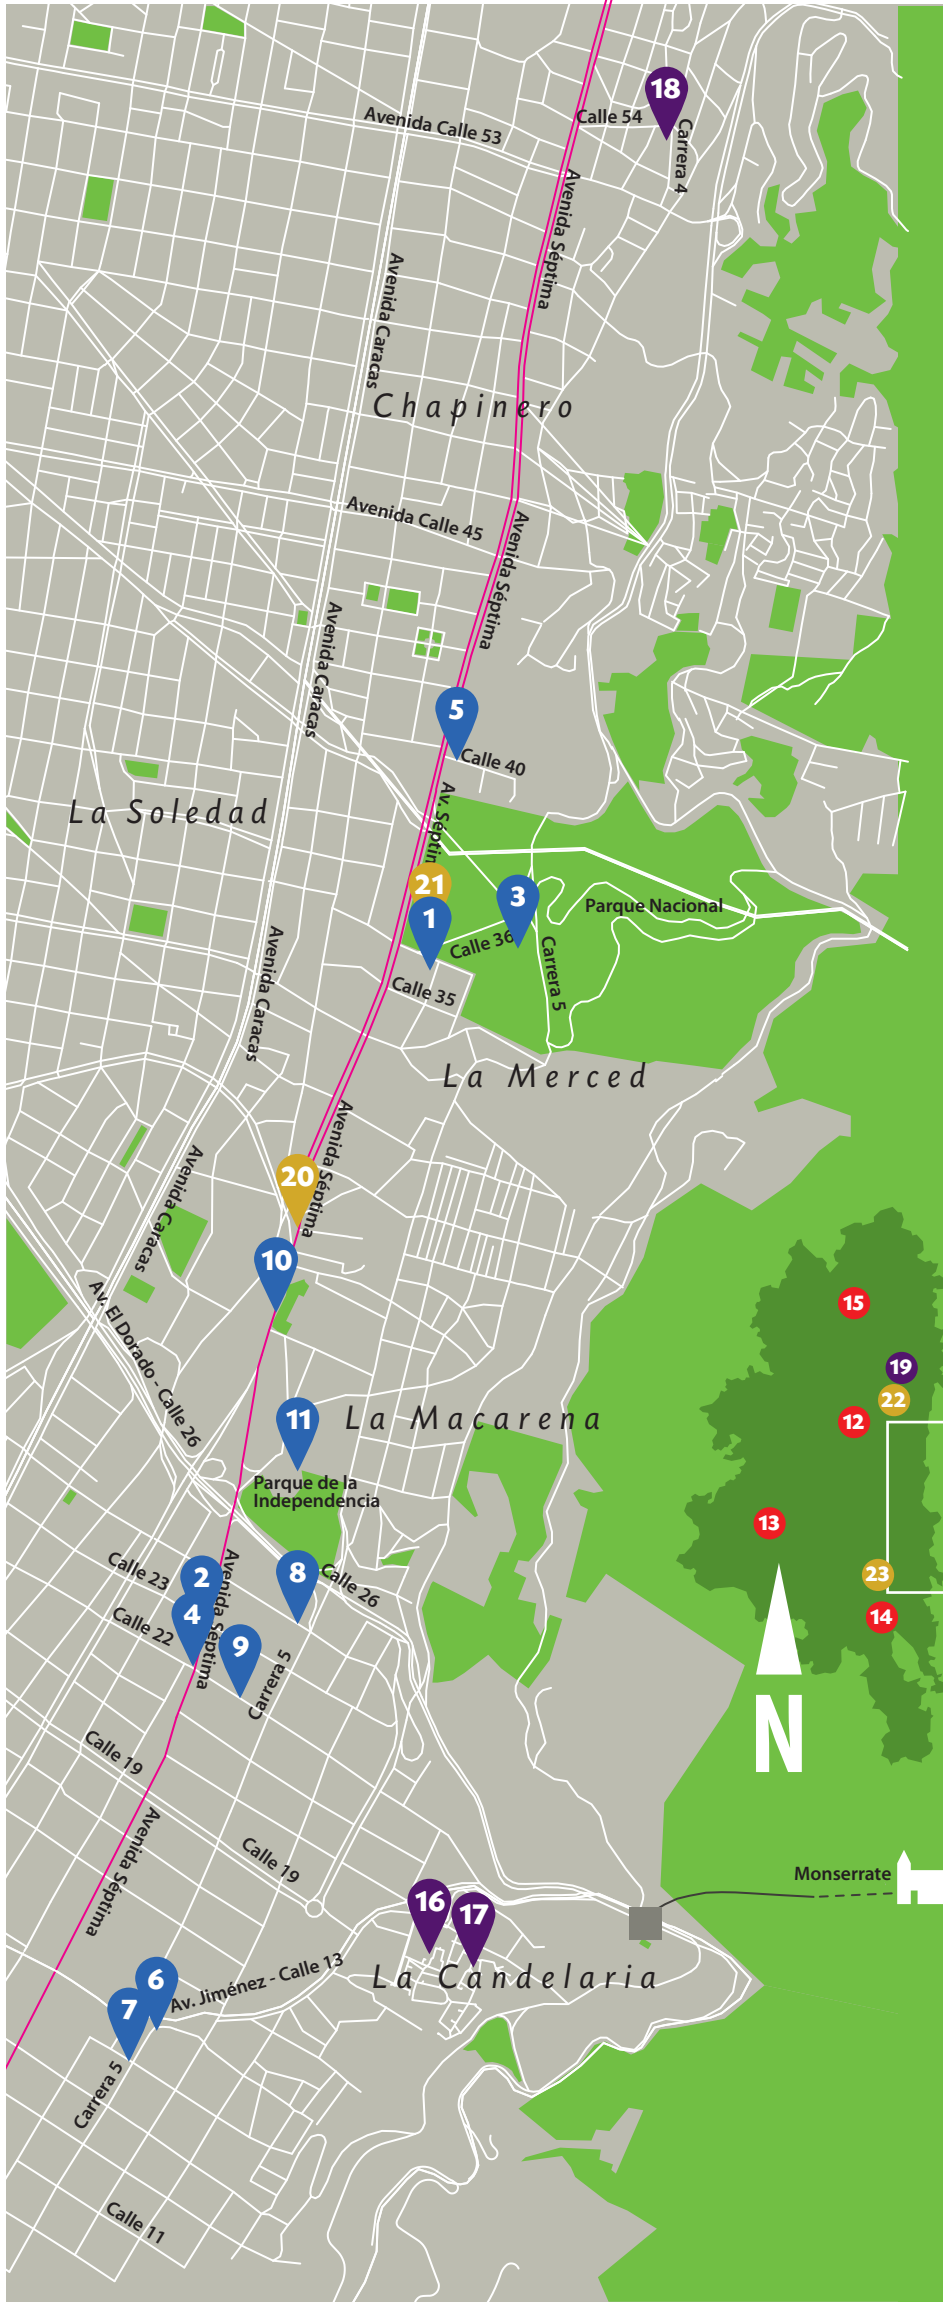 18
Calle 54
Avenida Calle 53
Carrera 4
Avenida Séptima
Avenida Caracas
Chapinero
Avenida Calle 45
Avenida Séptima
Avenida Caracas
5
Calle 40
Av. Séptim
La Soledad
21
1
3
Parque Nacional
Calle 36
Carrera 5
Calle 35
Avenida Caracas
La Merced
Avenida Séptima
20
Avenida Caracas
10
Av. El Dorado - Calle 26
15
19
22
12
11
La Macarena
Parque de la
Independencia
13
Calle 23
2
Avenida Séptima
8
Calle 26
23
4
Calle 22
9
14
Carrera 5
N
Calle 19
Avenida Séptima
Calle 19
Monserrate
16
17
6
Av. Jiménez - Calle 13
La Candelaria
7
Carrera 5
Calle 11